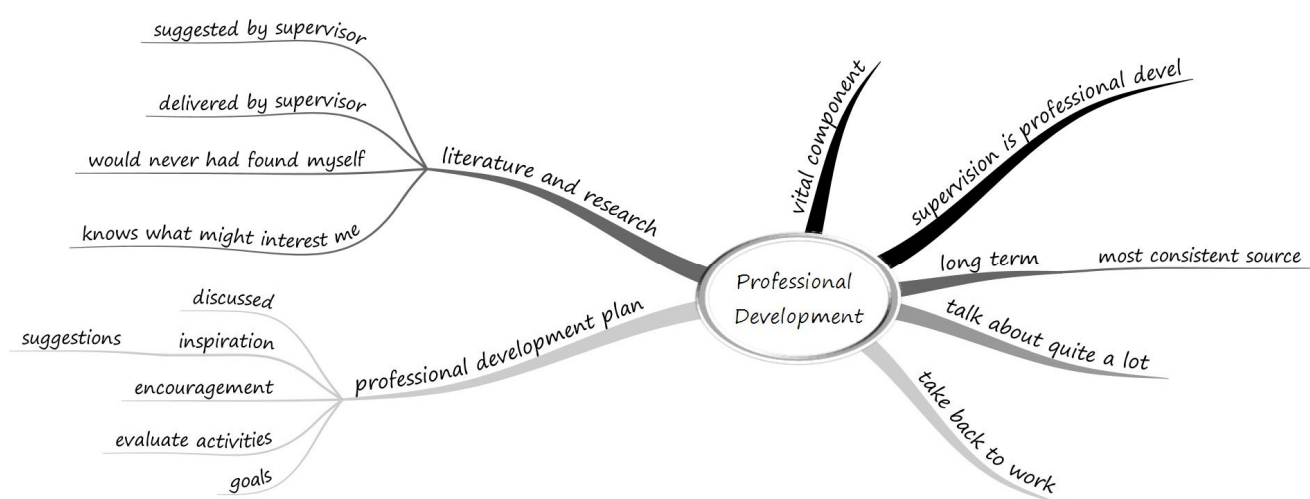 Professional
Development
vital component
supervision is professional devel
long term
most consistent source
talk about quite a lot
take back to work
literature and research
suggested by supervisor
delivered by supervisor
would never had found myself
knows what might interest me
professional development plan
discussed
inspiration
suggestions
encouragement
evaluate activities
goals